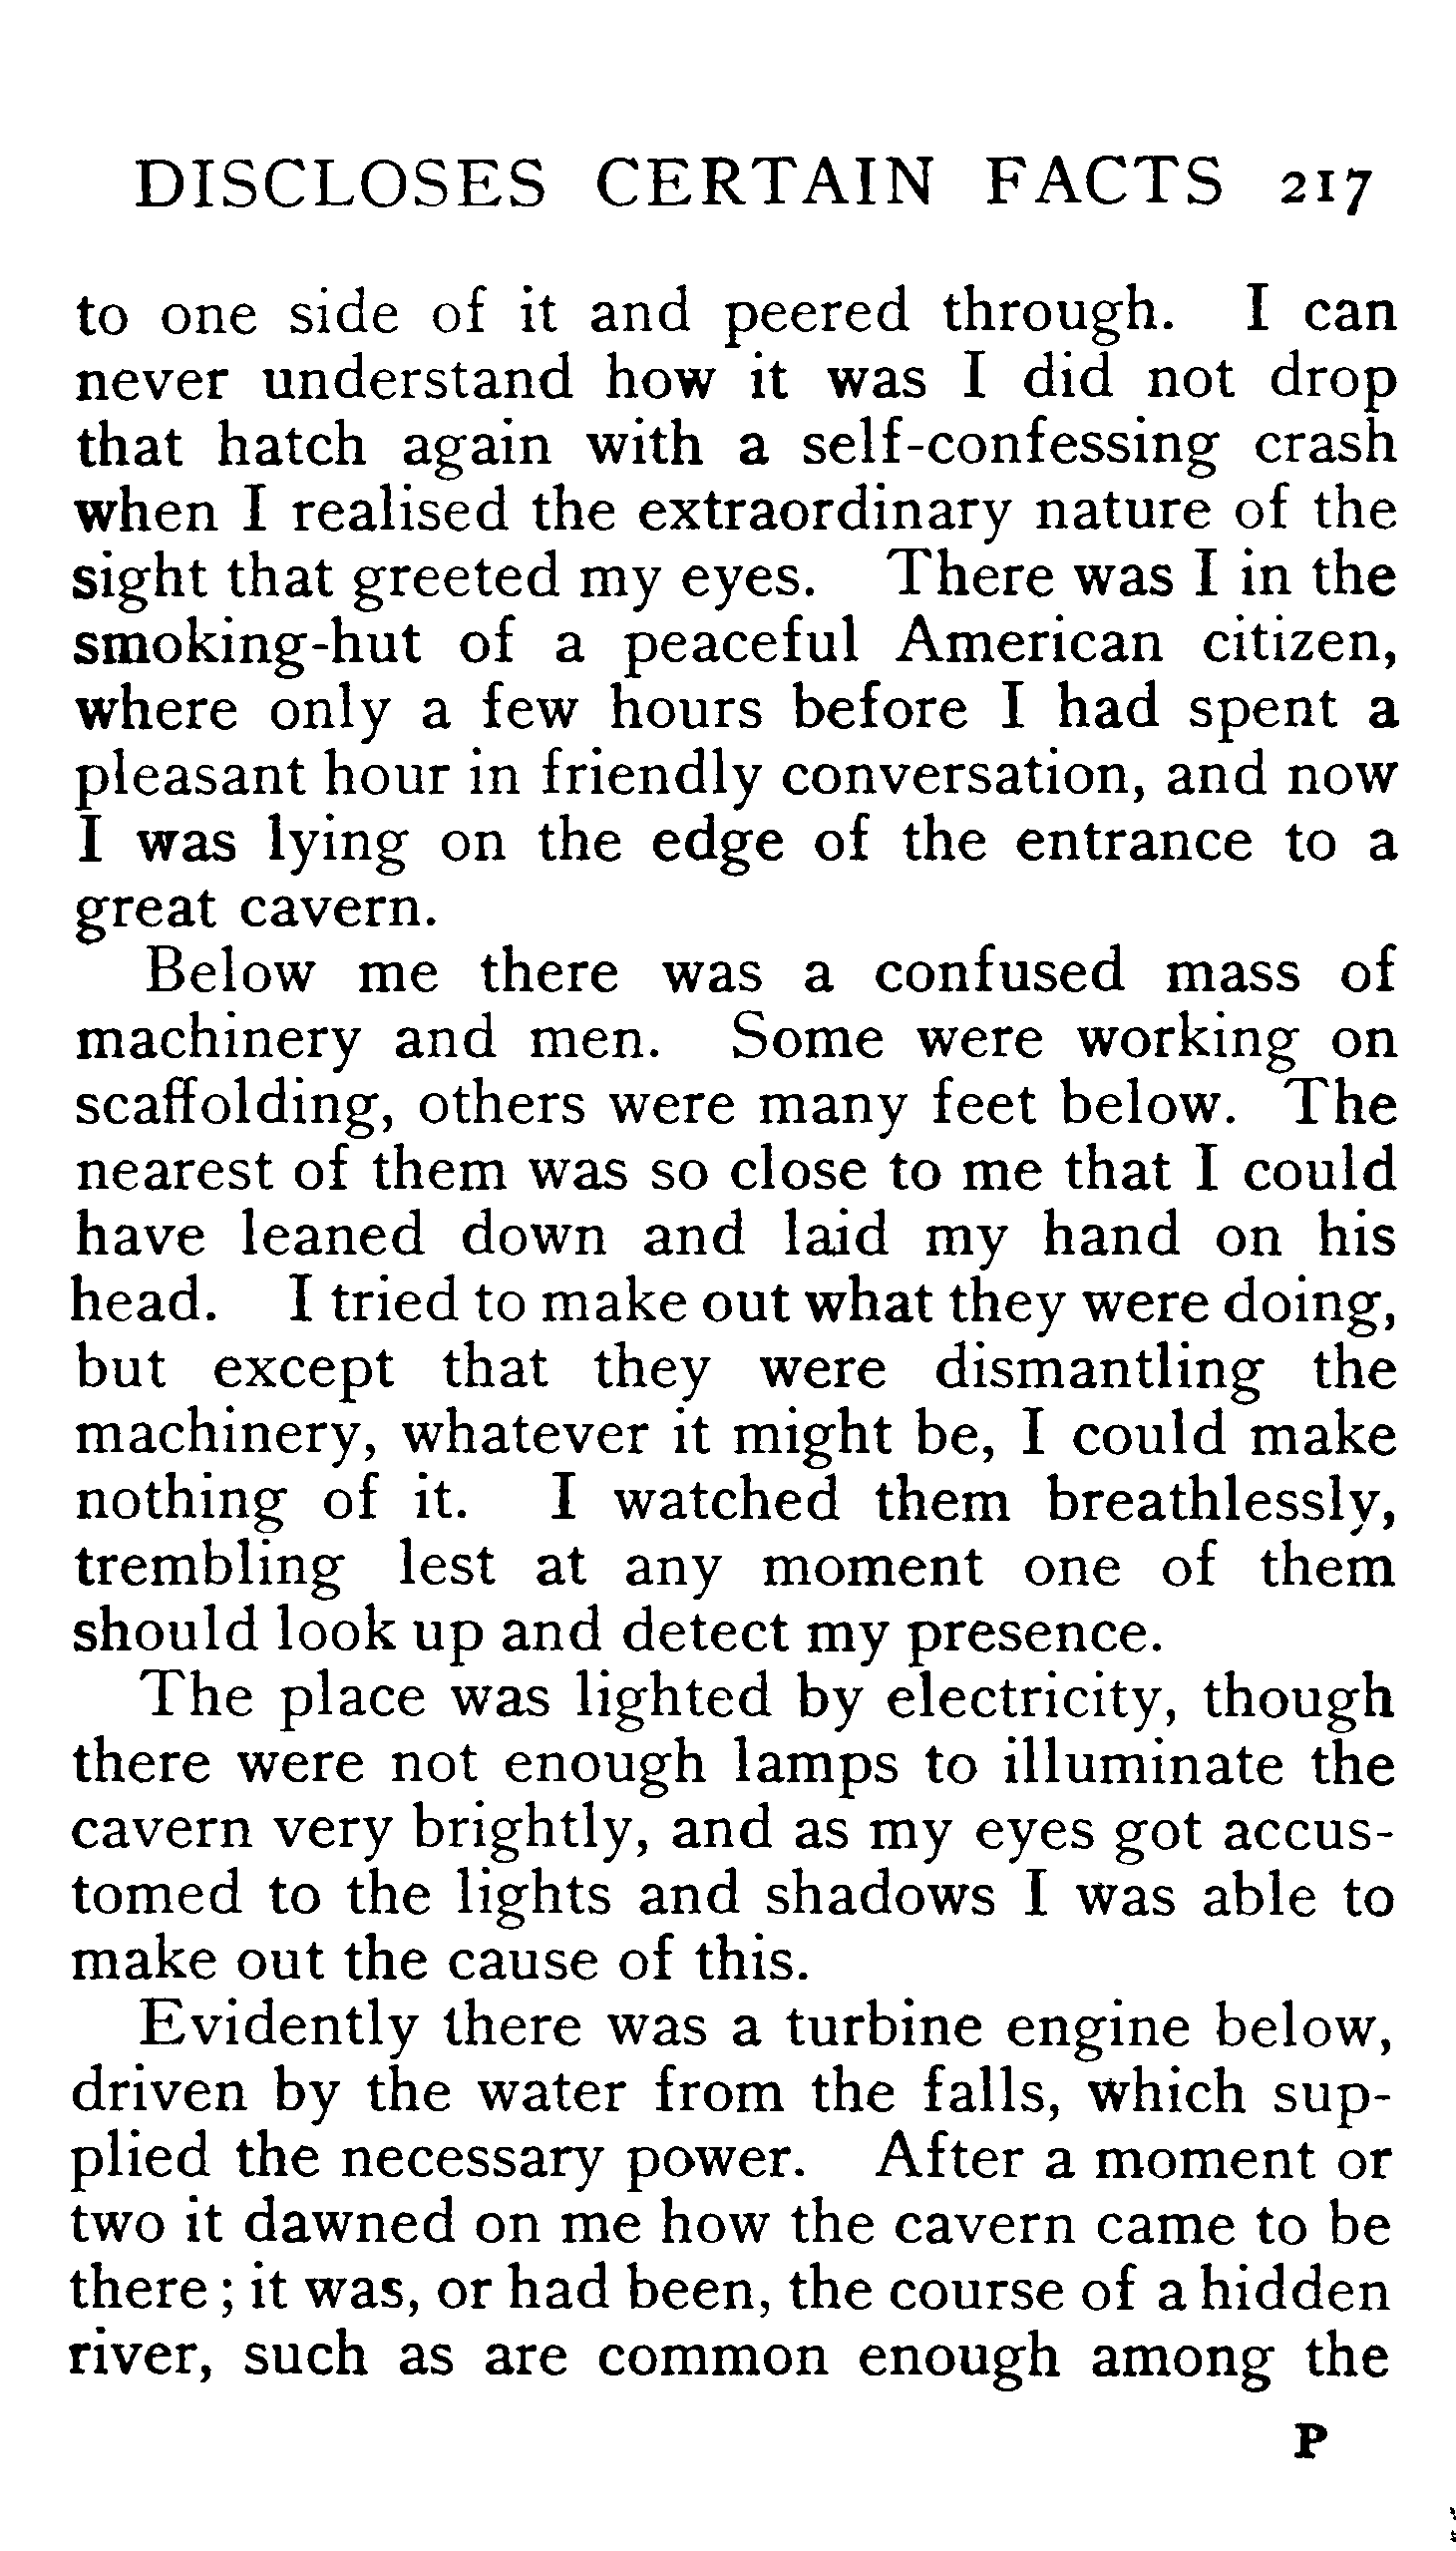 DISCLOSES CERTAIN FACTS 217
to one side of it and peered through. I can
never understand how it was I did not drop
that hatch again with a self-confessing crash
when I realised the extraordinary nature of the
sight that greeted my eyes. There was I in the
smoking-hut of a peaceful American citizen,
where only a few hours before I had spent a
pleasant hour in friendly conversation, and now
I was lying on the edge of the entrance to a
great cavern.
Below me there was a confused mass of
machinery and men. Some were working on
scaffolding, others were many feet below. The
nearest of them was so close to me that I could
have leaned down and laid my hand on his
head. I tried to make out what they were doing,
but except that they were dismantling the
machinery, whatever it might be, I could make
nothing of it. I watched them breathlessly,
trembling lest at any moment one of them
should look up and detect my presence.
The place was lighted by electricity, though
there were not enough lamps to illuminate the
cavern very brightly, and as my eyes got accus-
tomed to the lights and shadows I was able to
make out the cause of this.
Evidently there was a turbine engine below,
driven by the water from the falls, which sup-
plied the necessary power. After a moment or
two it dawned on me how the cavern came to be
there; it was, or had been, the course of a hidden
river, such as are common enough among the
P